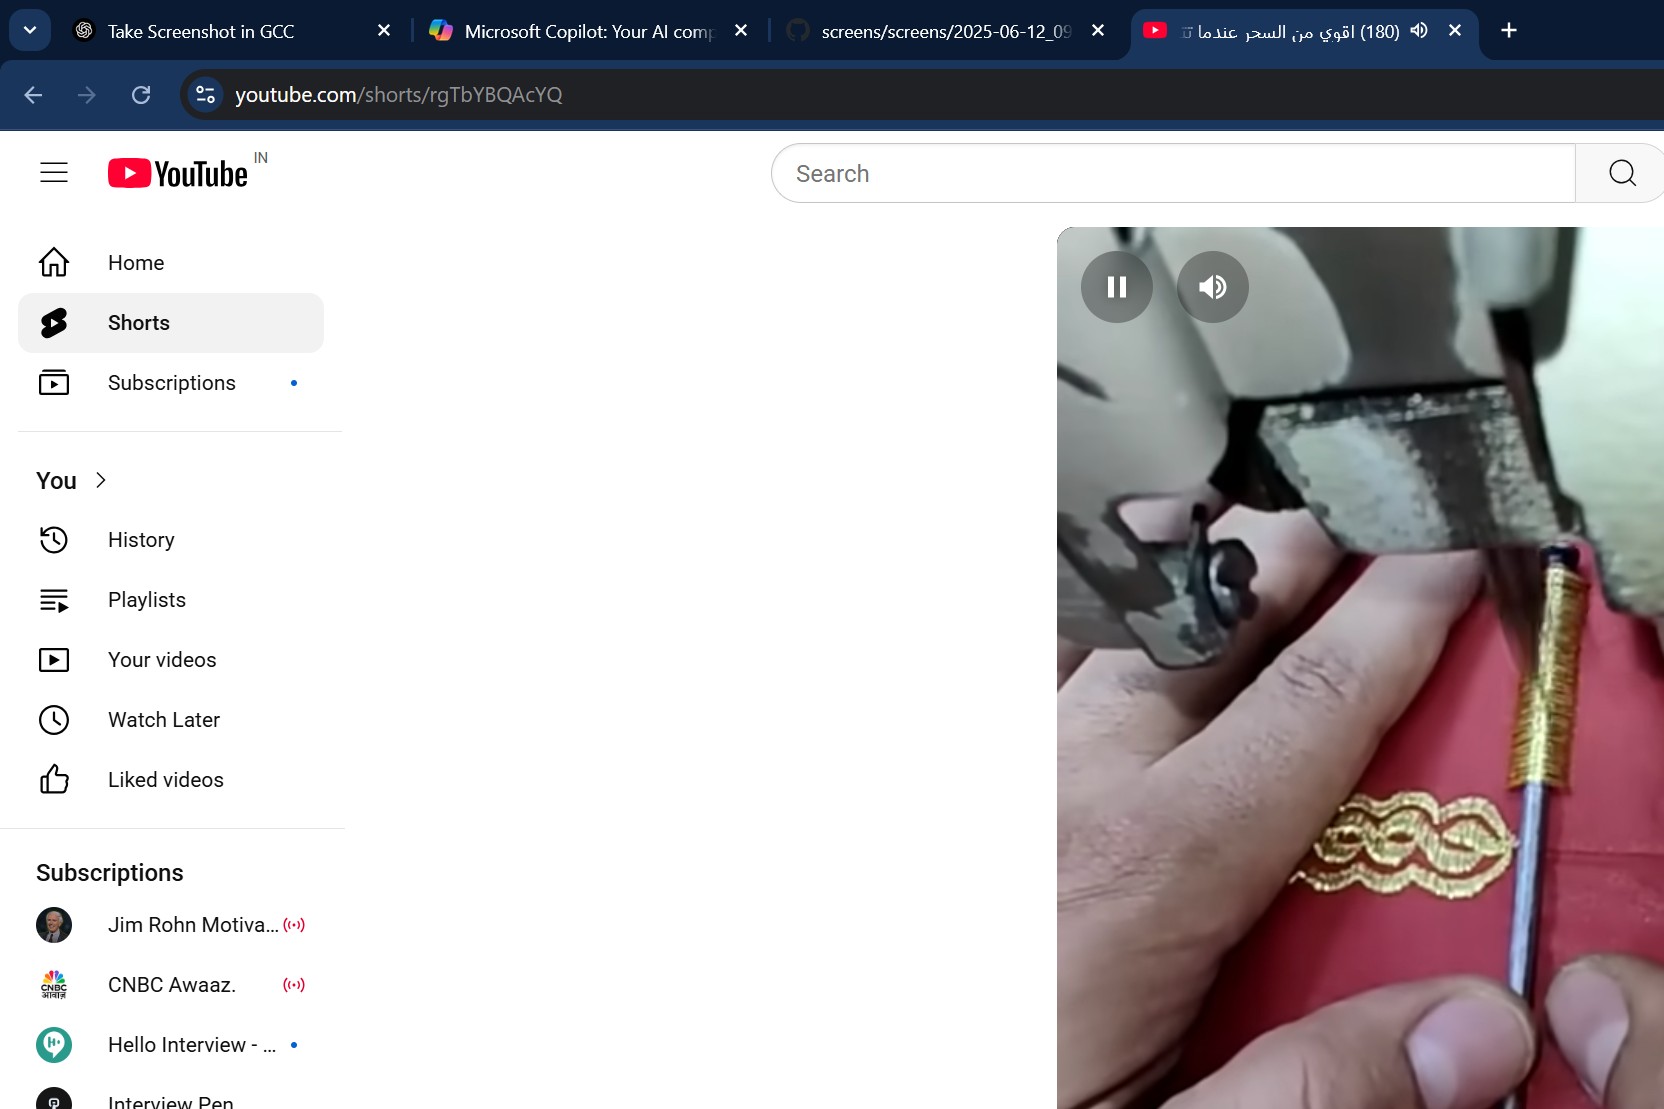 Take Screenshot in GCC
Microsoft Copilot: Your AI comp
screens/screens/2025-06-12_09
(180) اقوي من السحر عندما
youtube.com/shorts/rgTbYBQAcYQ
YouTube IN
Search
Home
Shorts
Subscriptions
You
History
Playlists
Your videos
Watch Later
Liked videos
Subscriptions
Jim Rohn Motiva...
CNBC Awaaz.
Hello Interview - ...
Interview Pen